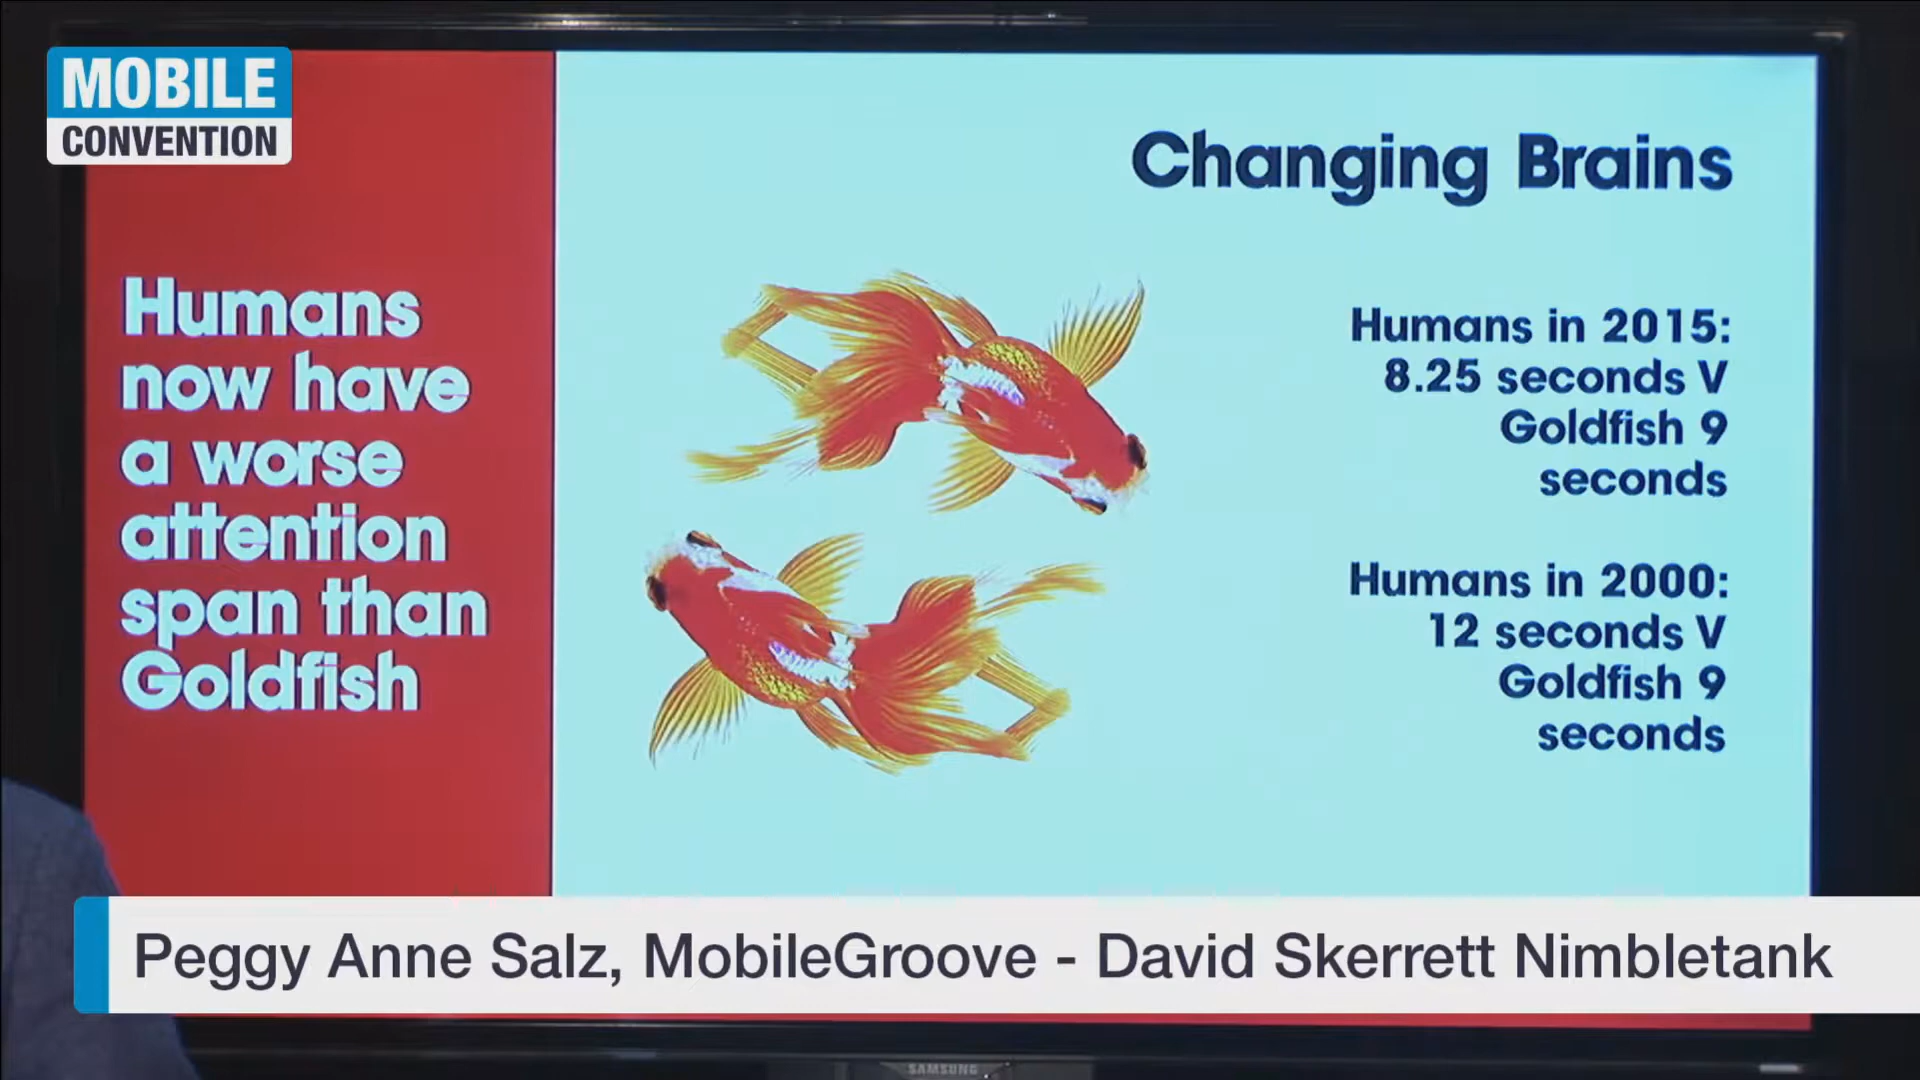 MOBILE
CONVENTION
Changing Brains
Humans
now have
a worse
attention
span than
Goldfish
Humans in 2015:
8.25 seconds V
Goldfish 9
seconds
Humans in 2000:
12 seconds V
Goldfish 9
seconds
Peggy Anne Salz, MobileGroove - David Skerrett Nimbletank
SAMSUNG